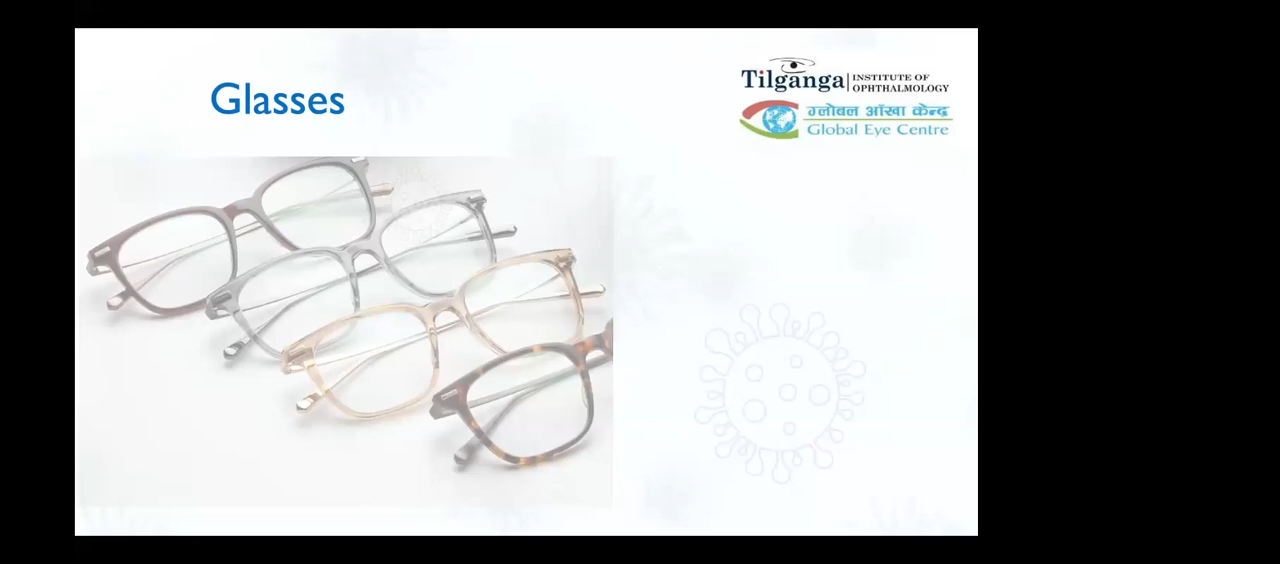 Glasses
Tilganga
INSTITUTE OF
OPHTHALMOLOGY
ग्लोबल आँखा केन्द्र
Global Eye Centre